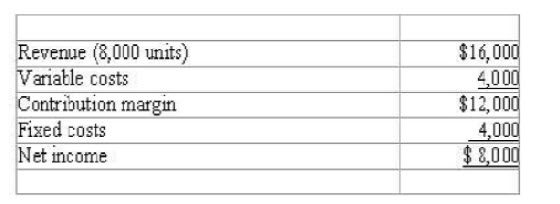 Revenue (8,000 units) $16,000
Variable costs 4,000
Contribution margin $12,000
Fixed costs 4,000
Net income $ 8,000